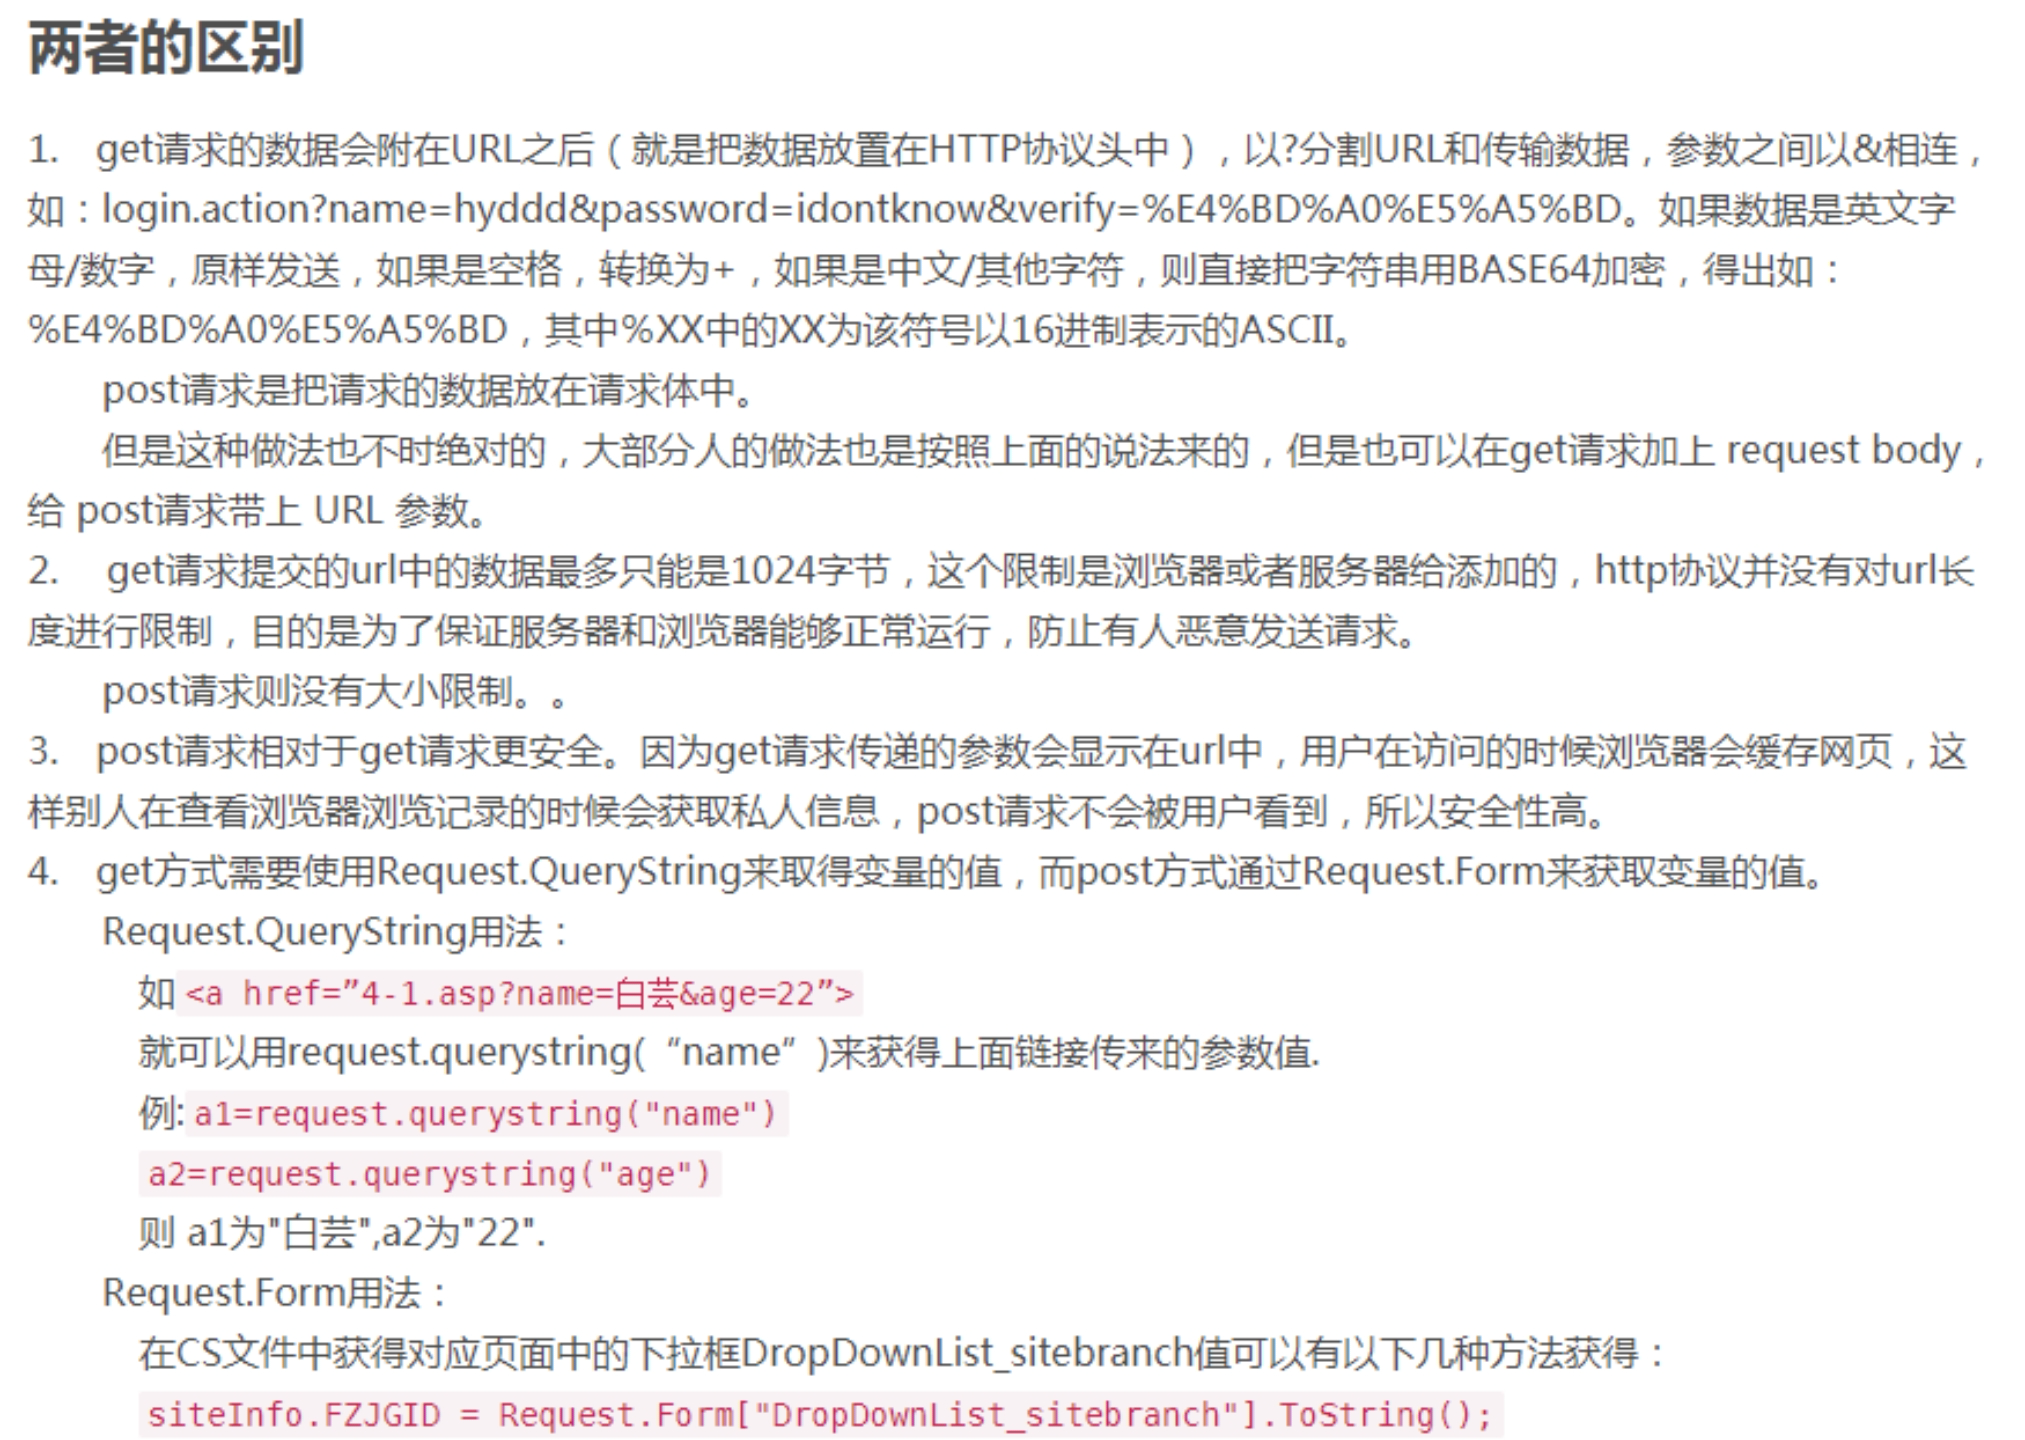 两者的区别
1. get请求的数据会附在URL之后（就是把数据放置在HTTP协议头中），以?分割URL和传输数据，参数之间以&相连，
如：login.action?name=hyddd&password=idontknow&verify=%E4%BD%A0%E5%A5%BD。如果数据是英文字
母/数字，原样发送，如果是空格，转换为+，如果是中文/其他字符，则直接把字符串用BASE64加密，得出如：
%E4%BD%A0%E5%A5%BD，其中%XX中的XX为该符号以16进制表示的ASCII。
post请求是把请求的数据放在请求体中。
但是这种做法也不时绝对的，大部分人的做法也是按照上面的说法来的，但是也可以在get请求加上 request body，
给 post请求带上 URL 参数。
2. get请求提交的url中的数据最多只能是1024字节，这个限制是浏览器或者服务器给添加的，http协议并没有对url长
度进行限制，目的是为了保证服务器和浏览器能够正常运行，防止有人恶意发送请求。
post请求则没有大小限制。。
3. post请求相对于get请求更安全。因为get请求传递的参数会显示在url中，用户在访问的时候浏览器会缓存网页，这
样别人在查看浏览器浏览记录的时候会获取私人信息，post请求不会被用户看到，所以安全性高。
4. get方式需要使用Request.QueryString来取得变量的值，而post方式通过Request.Form来获取变量的值。
Request.QueryString用法：
如 <a href=”4-1.asp?name=白芸&age=22”>
就可以用request.querystring(“name”)来获得上面链接传来的参数值.
例: a1=request.querystring("name")
a2=request.querystring("age")
则 a1为"白芸",a2为"22".
Request.Form用法：
在CS文件中获得对应页面中的下拉框DropDownList_sitebranch值可以有以下几种方法获得：
siteInfo.FZJGID = Request.Form["DropDownList_sitebranch"].ToString();